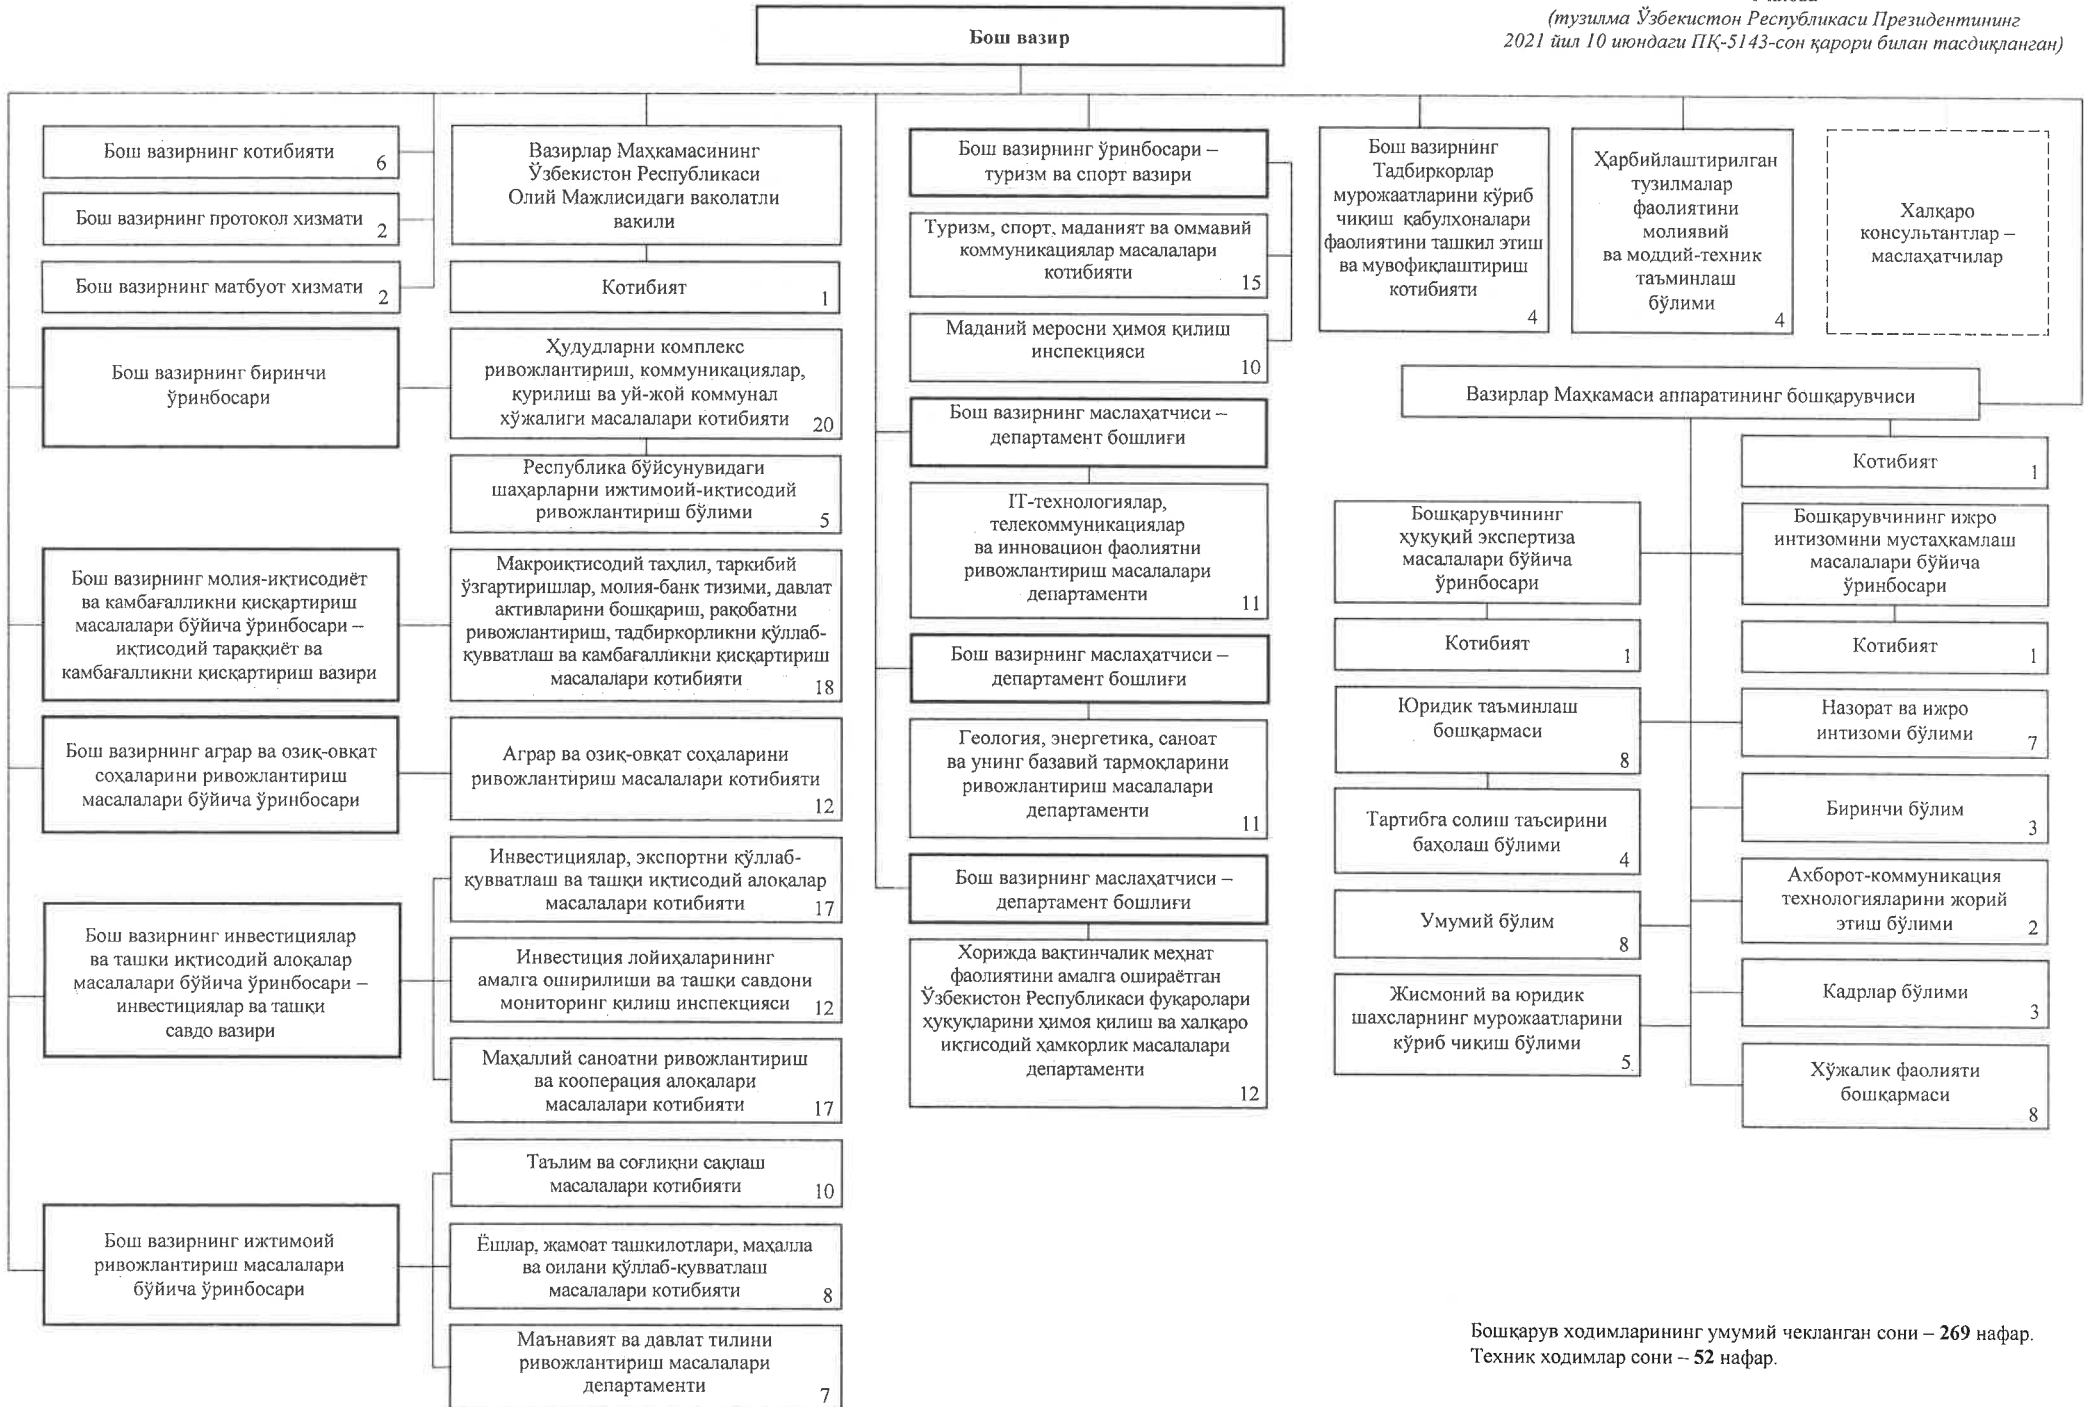 (тузилма Ўзбекистон Республикаси Президентининг
2021 йил 10 июндаги ПҚ-5143-сон қарори билан тасдиқланган)
Бош вазир
Бош вазирнинг котибияти
6
Бош вазирнинг протокол хизмати
2
Бош вазирнинг матбуот хизмати
2
Бош вазирнинг биринчи
ўринбосари
Бош вазирнинг молия-иқтисодиёт
ва камбағалликни қисқартириш
масалалари бўйича ўринбосари –
иқтисодий тараққиёт ва
камбағалликни қисқартириш вазири
Бош вазирнинг аграр ва озиқ-овқат
соҳаларини ривожлантириш
масалалари бўйича ўринбосари
Бош вазирнинг инвестициялар
ва ташқи иқтисодий алоқалар
масалалари бўйича ўринбосари –
инвестициялар ва ташқи
савдо вазири
Бош вазирнинг ижтимоий
ривожлантириш масалалари
бўйича ўринбосари
Вазирлар Маҳкамасининг
Ўзбекистон Республикаси
Олий Мажлисидаги ваколатли
вакили
Котибият
1
Ҳудудларни комплекс
ривожлантириш, коммуникациялар,
қурилиш ва уй-жой коммунал
хўжалиги масалалари котибияти
20
Республика бўйсунувидаги
шаҳарларни ижтимоий-иқтисодий
ривожлантириш бўлими
5
Макроиқтисодий таҳлил, таркибий
ўзгартиришлар, молия-банк тизими, давлат
активларини бошқариш, рақобатни
ривожлантириш, тадбиркорликни қўллаб-
қувватлаш ва камбағалликни қисқартириш
масалалари котибияти
18
Аграр ва озиқ-овқат соҳаларини
ривожлантириш масалалари котибияти
12
Инвестициялар, экспортни қўллаб-
қувватлаш ва ташқи иқтисодий алоқалар
масалалари котибияти
17
Инвестиция лойиҳаларининг
амалга оширилиши ва ташқи савдони
мониторинг қилиш инспекцияси
12
Маҳаллий саноатни ривожлантириш
ва кооперация алоқалари
масалалари котибияти
17
Таълим ва соғлиқни сақлаш
масалалари котибияти
10
Ёшлар, жамоат ташкилотлари, маҳалла
ва оилани қўллаб-қувватлаш
масалалари котибияти
8
Маънавият ва давлат тилини
ривожлантириш масалалари
департаменти
7
Бош вазирнинг ўринбосари –
туризм ва спорт вазири
Туризм, спорт, маданият ва оммавий
коммуникациялар масалалари
котибияти
15
Маданий меросни ҳимоя қилиш
инспекцияси
10
Бош вазирнинг маслаҳатчиси –
департамент бошлиғи
IT-технологиялар,
телекоммуникациялар
ва инновацион фаолиятни
ривожлантириш масалалари
департаменти
11
Бош вазирнинг маслаҳатчиси –
департамент бошлиғи
Геология, энергетика, саноат
ва унинг базавий тармоқларини
ривожлантириш масалалари
департаменти
11
Бош вазирнинг маслаҳатчиси –
департамент бошлиғи
Хорижда вақтинчалик меҳнат
фаолиятини амалга ошираётган
Ўзбекистон Республикаси фуқаролари
ҳуқуқларини ҳимоя қилиш ва халқаро
иқтисодий ҳамкорлик масалалари
департаменти
12
Бош вазирнинг
Тадбиркорлар
мурожаатларини кўриб
чиқиш қабулхоналари
фаолиятини ташкил этиш
ва мувофиқлаштириш
котибияти
4
Ҳарбийлаштирилган
тузилмалар
фаолиятини
молиявий
ва моддий-техник
таъминлаш
бўлими
4
Халқаро
консультантлар –
маслаҳатчилар
Вазирлар Маҳкамаси аппаратининг бошқарувчиси
Котибият
1
Бошқарувчининг
ҳуқуқий экспертиза
масалалари бўйича
ўринбосари
Бошқарувчининг ижро
интизомини мустаҳкамлаш
масалалари бўйича
ўринбосари
Котибият
1
Котибият
1
Юридик таъминлаш
бошқармаси
8
Назорат ва ижро
интизоми бўлими
7
Тартибга солиш таъсирини
баҳолаш бўлими
4
Биринчи бўлим
3
Умумий бўлим
8
Ахборот-коммуникация
технологияларини жорий
этиш бўлими
2
Жисмоний ва юридик
шахсларнинг мурожаатларини
кўриб чиқиш бўлими
5
Кадрлар бўлими
3
Хўжалик фаолияти
бошқармаси
8
Бошқарув ходимларининг умумий чекланган сони – 269 нафар.
Техник ходимлар сони – 52 нафар.